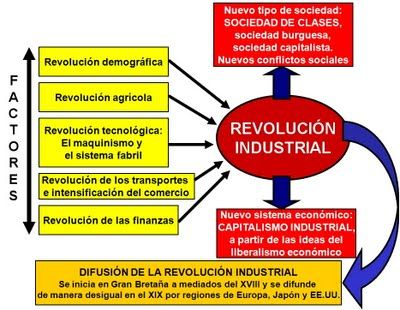 FACTORES
Revolución demográfica
Revolución agricola
Revolución tecnológica:
El maquinismo y
el sistema fabril
Revolución de los transportes
e intensificación del comercio
Revolución de las finanzas
Nuevo tipo de sociedad:
SOCIEDAD DE CLASES,
sociedad burguesa,
sociedad capitalista.
Nuevos conflictos sociales
REVOLUCIÓN
INDUSTRIAL
Nuevo sistema económico:
CAPITALISMO INDUSTRIAL,
a partir de las ideas del
liberalismo económico
DIFUSIÓN DE LA REVOLUCIÓN INDUSTRIAL
Se inicia en Gran Bretaña a mediados del XVIII y se difunde
de manera desigual en el XIX por regiones de Europa, Japón y EE.UU.